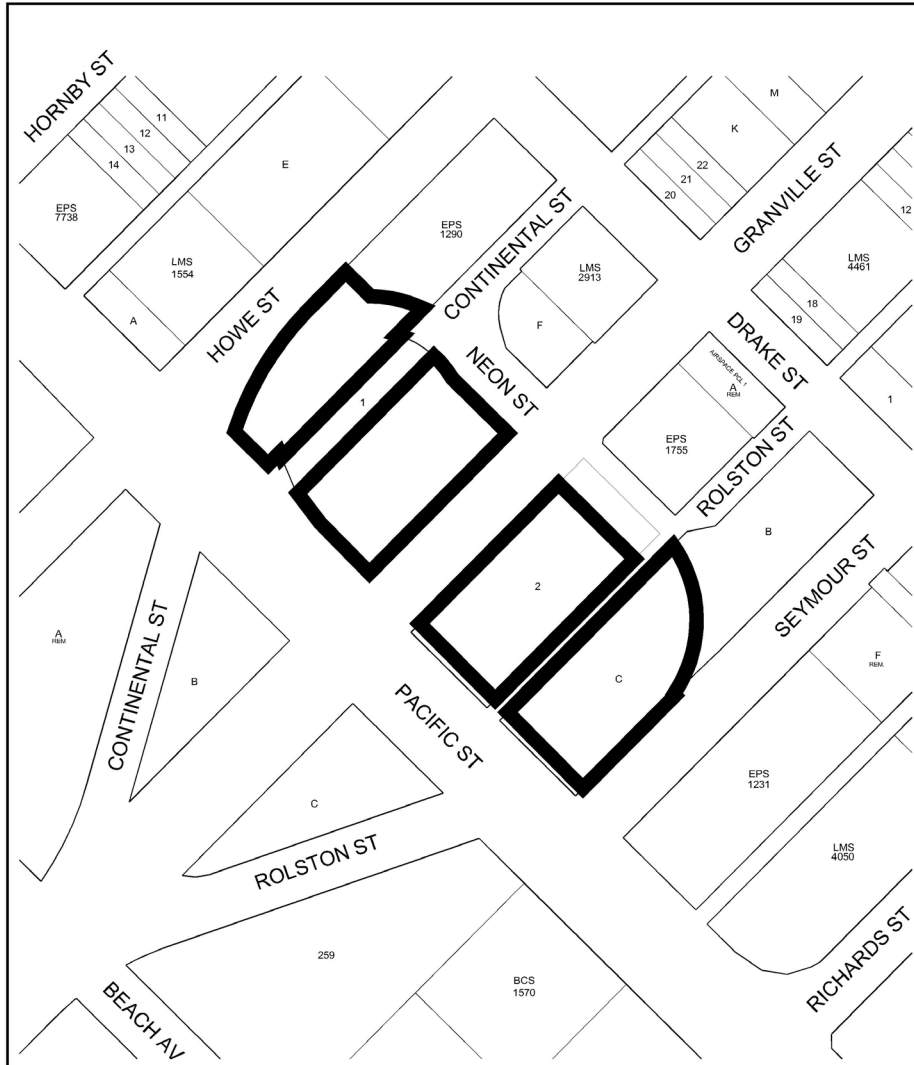 HORNBY ST
11
12
13
14
EPS
7738
E
LMS
1554
A
HOWE ST
EPS
1290
CONTINENTAL ST
LMS
2913
F
NEON ST
M
K
22
21
20
GRANVILLE ST
12
LMS
4461
18
19
DRAKE ST
AIRSPACE PCL 1
A
REM
EPS
1755
1
ROLSTON ST
B
SEYMOUR ST
1
2
C
F
REM.
A
REM
CONTINENTAL ST
B
PACIFIC ST
C
ROLSTON ST
EPS
1231
LMS
4050
RICHARDS ST
259
BCS
1570
BEACH AV